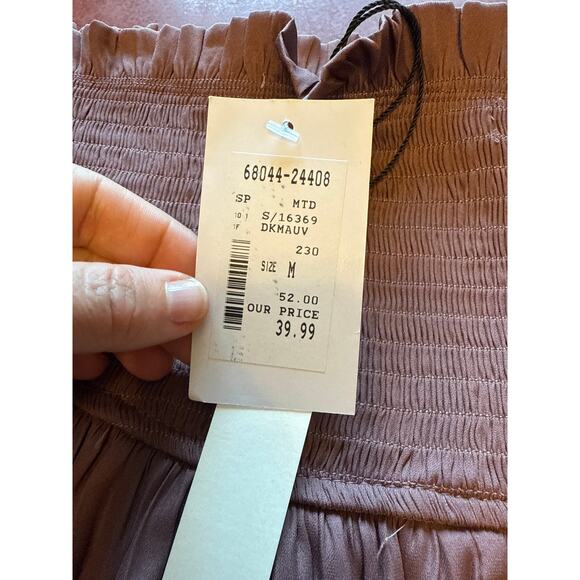 68044-24408
SP MTD
S/16369
DKMAUV
230
SIZE M
52.00
OUR PRICE
39.99